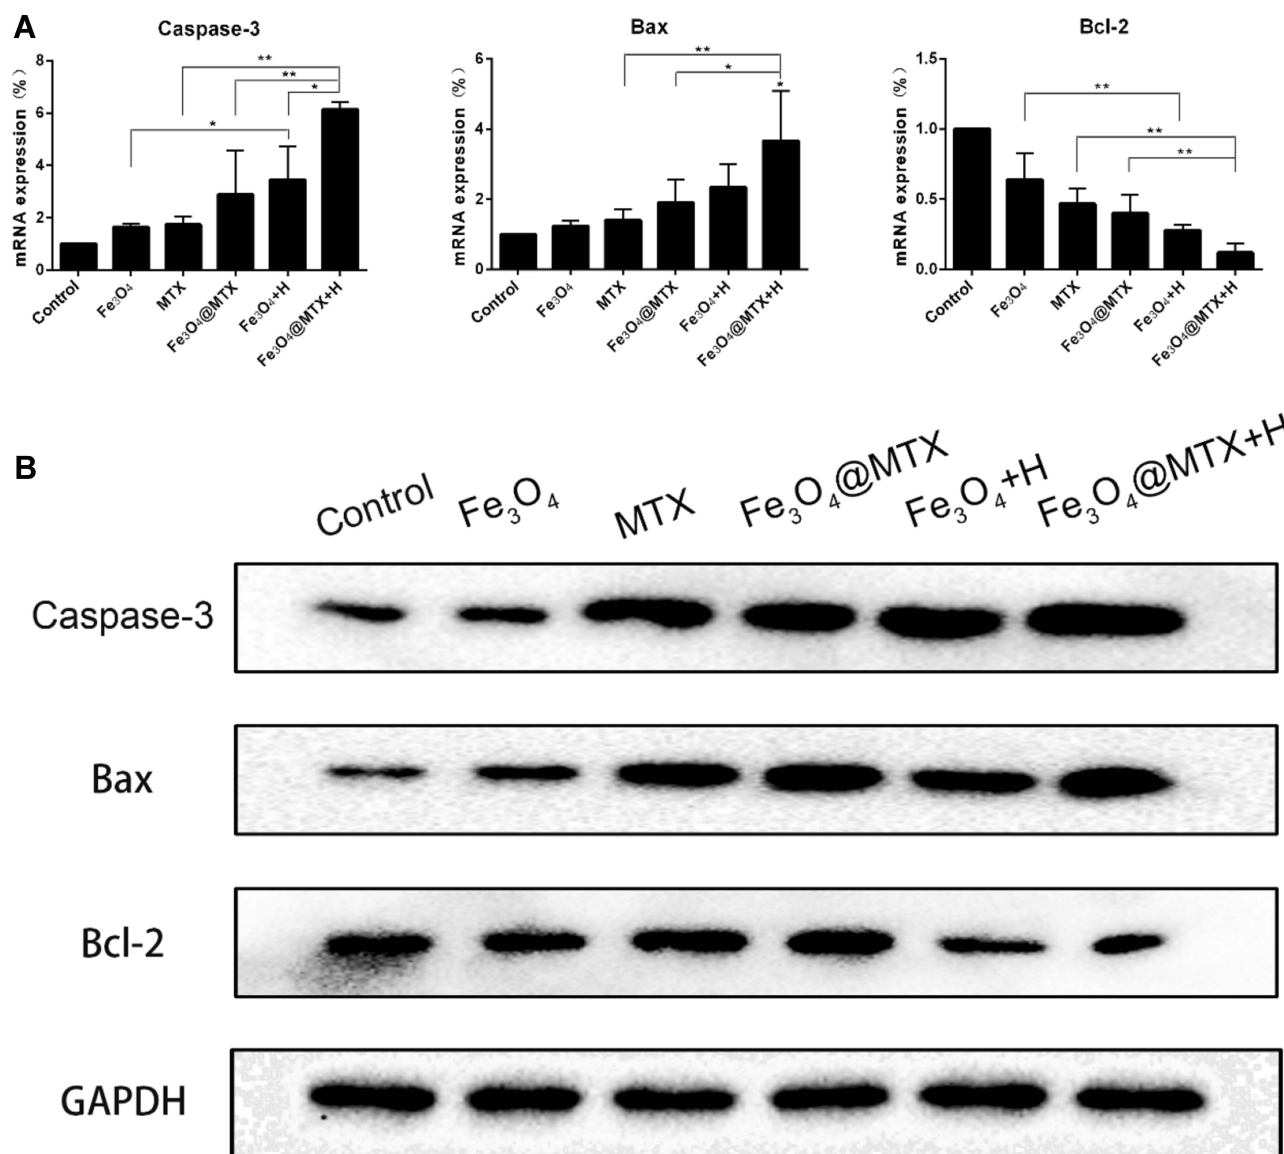 A
Caspase-3
mRNA expression (%)
8
6
4
2
0
**
**
*
*
Control
Fe₃O₄
MTX
Fe₃O₄@MTX
Fe₃O₄+H
Fe₃O₄@MTX+H
Bax
mRNA expression (%)
6
4
2
0
**
*
*
Control
Fe₃O₄
MTX
Fe₃O₄@MTX
Fe₃O₄+H
Fe₃O₄@MTX+H
Bcl-2
mRNA expression (%)
1.5
1.0
0.5
0.0
**
**
**
Control
Fe₃O₄
MTX
Fe₃O₄@MTX
Fe₃O₄+H
Fe₃O₄@MTX+H
B
Control
Fe₃O₄
MTX
Fe₃O₄@MTX
Fe₃O₄+H
Fe₃O₄@MTX+H
Caspase-3
Bax
Bcl-2
GAPDH